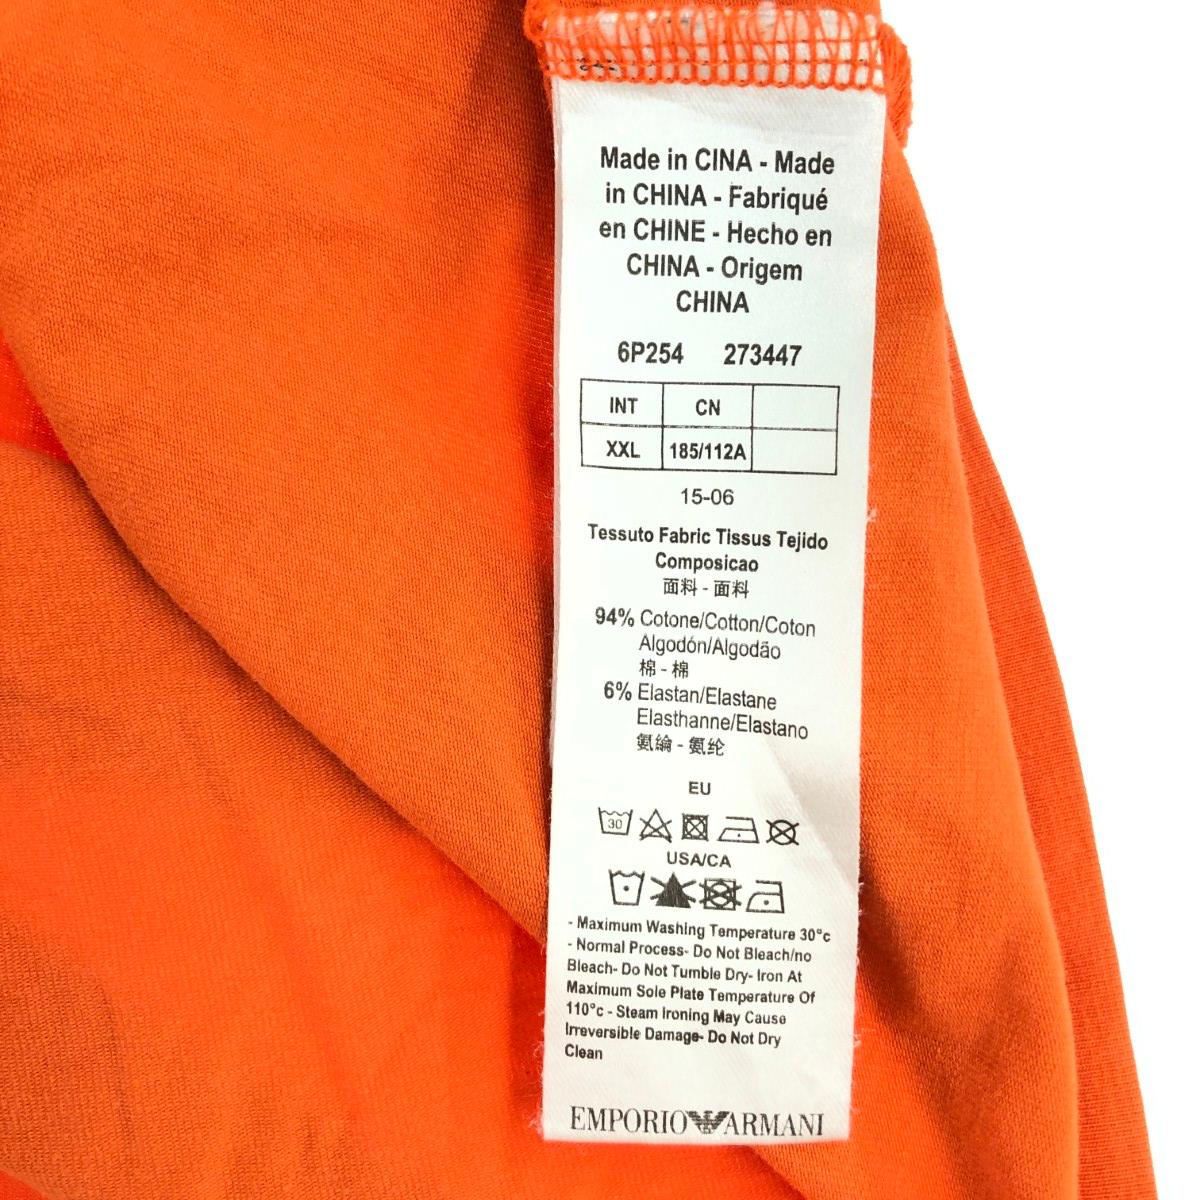 Made in CINA - Made
in CHINA - Fabriqué
en CHINE - Hecho en
CHINA - Origem
CHINA
6P254 273447
INT CN
XXL 185/112A
15-06
Tessuto Fabric Tissus Tejido
Composicao
面料 - 面料
94% Cotone/Cotton/Coton
Algodón/Algodão
棉 - 棉
6% Elastan/Elastane
Elasthanne/Elastano
氨綸 - 氨纶
EU
30
USA/CA
- Maximum Washing Temperature 30°c
- Normal Process- Do Not Bleach/no
Bleach- Do Not Tumble Dry- Iron At
Maximum Sole Plate Temperature Of
110°c - Steam Ironing May Cause
Irreversible Damage- Do Not Dry
Clean
EMPORIO ARMANI